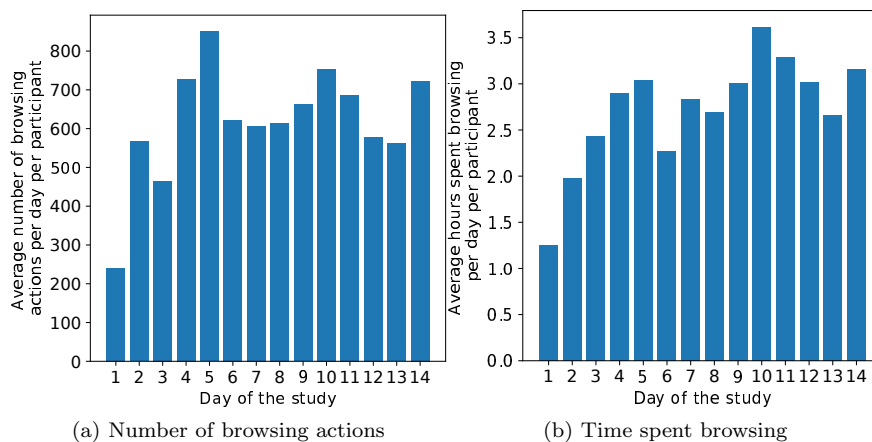 800
700
600
500
400
300
200
100
0
Average number of browsing
actions per day per participant
1 2 3 4 5 6 7 8 9 10 11 12 13 14
Day of the study
(a) Number of browsing actions
3.5
3.0
2.5
2.0
1.5
1.0
0.5
0.0
Average hours spent browsing
per day per participant
1 2 3 4 5 6 7 8 9 10 11 12 13 14
Day of the study
(b) Time spent browsing